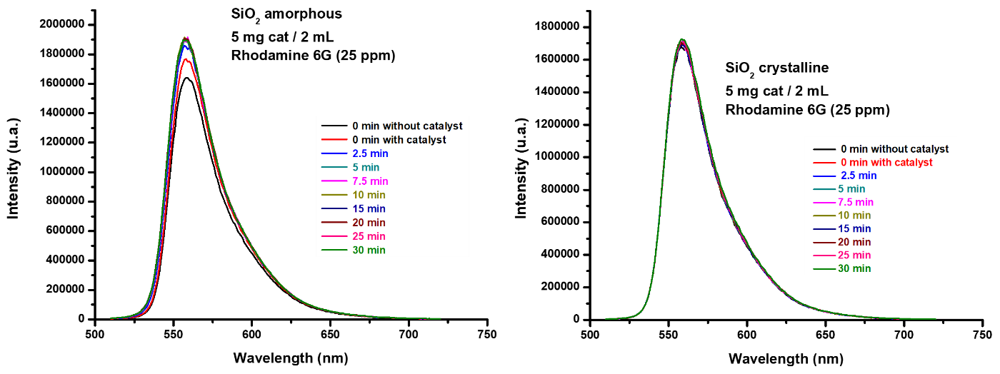 SiO2 amorphous
5 mg cat / 2 mL
Rhodamine 6G (25 ppm)
2000000
1800000
1600000
1400000
1200000
1000000
800000
600000
400000
200000
0
Intensity (u.a.)
0 min without catalyst
0 min with catalyst
2.5 min
5 min
7.5 min
10 min
15 min
20 min
25 min
30 min
500 550 600 650 700 750
Wavelength (nm)
SiO2 crystalline
5 mg cat / 2 mL
Rhodamine 6G (25 ppm)
1800000
1600000
1400000
1200000
1000000
800000
600000
400000
200000
0
Intensity (u.a.)
0 min without catalyst
0 min with catalyst
2.5 min
5 min
7.5 min
10 min
15 min
20 min
25 min
30 min
500 550 600 650 700 750
Wavelength (nm)